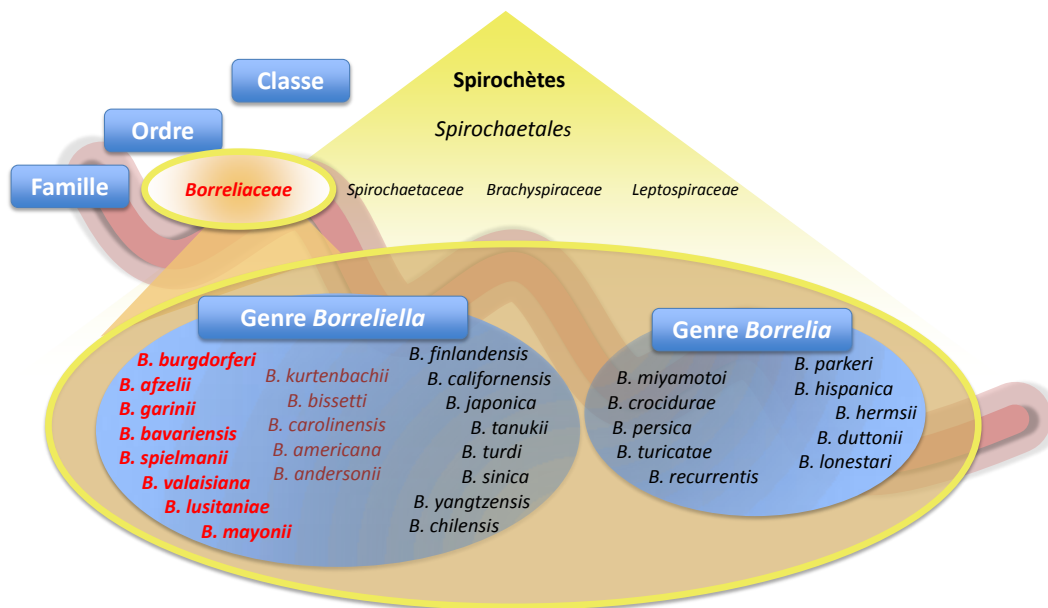 Classe
Spirochètes
Ordre
Spirochaetales
Famille
Borreliaceae
Spirochaetaceae
Brachyspiraceae
Leptospiraceae
Genre Borreliella
B. burgdorferi
B. afzelii
B. garinii
B. bavariensis
B. spielmanii
B. valaisiana
B. lusitaniae
B. mayonii
B. kurtenbachii
B. bissetti
B. carolinensis
B. americana
B. andersonii
B. finlandensis
B. californensis
B. japonica
B. tanukii
B. turdi
B. sinica
B. yangtzensis
B. chilensis
Genre Borrelia
B. miyamotoi
B. crocidurae
B. persica
B. turicatae
B. recurrentis
B. parkeri
B. hispanica
B. hermsii
B. duttonii
B. lonestari